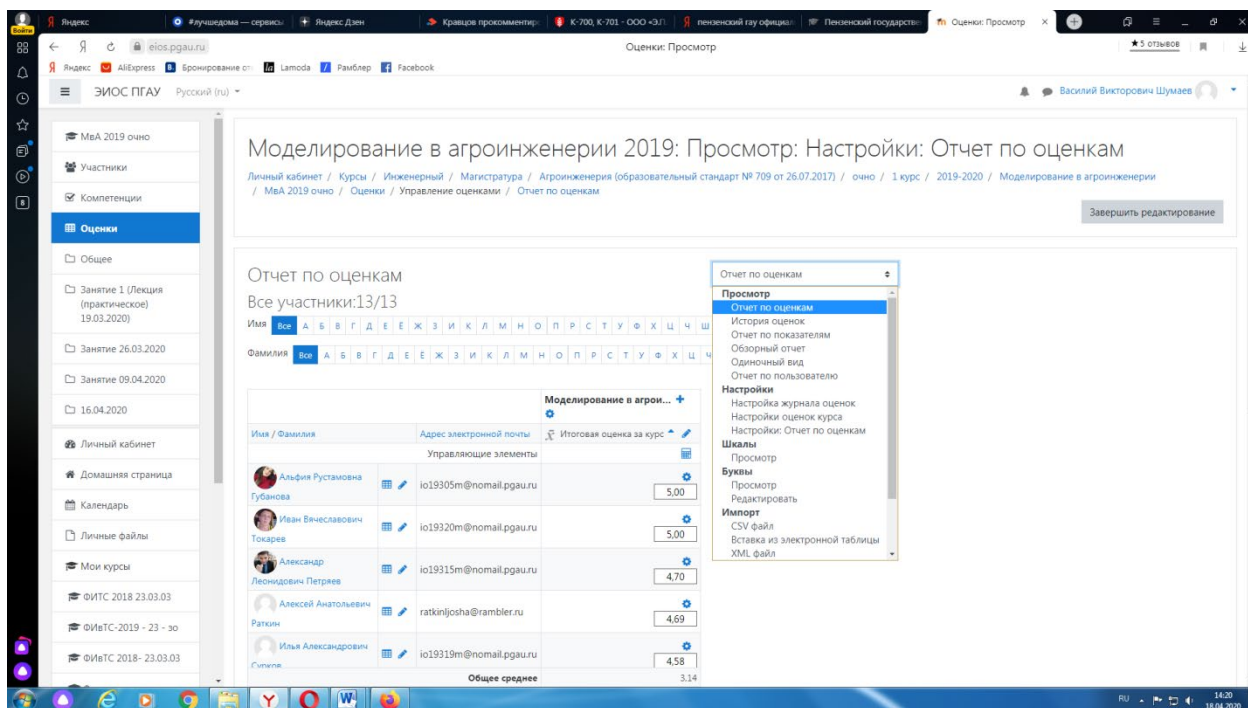 Войти
Яндекс
#лучшедома — сервисы
Яндекс Дзен
Кравцов прокомментир
К-700, К-701 - ООО «ЭЛ
пензенский гау официал
Пензенский государстве
Оценки: Просмотр
eios.pgau.ru
Оценки: Просмотр
★ 5 отзывов
Яндекс AliExpress Бронирование от Lamoda Рамблер Facebook
ЭИОС ПГАУ Русский (ru)
Василий Викторович Шумаев
МвА 2019 очно
Участники
Компетенции
Оценки
Общее
Занятие 1 (Лекция
(практическое)
19.03.2020)
Занятие 26.03.2020
Занятие 09.04.2020
16.04.2020
Личный кабинет
Домашняя страница
Календарь
Личные файлы
Мои курсы
ФИТС 2018 23.03.03
ФИвТС-2019 - 23 - зо
ФИвТС 2018- 23.03.03
Моделирование в агроинженерии 2019: Просмотр: Настройки: Отчет по оценкам
Личный кабинет / Курсы / Инженерный / Магистратура / Агроинженерия (образовательный стандарт № 709 от 26.07.2017) / очно / 1 курс / 2019-2020 / Моделирование в агроинженерии
/ МвА 2019 очно / Оценки / Управление оценками / Отчет по оценкам
Завершить редактирование
Отчет по оценкам
Все участники:13/13
Имя Все А Б В Г Д Е Ё Ж З И К Л М Н О П Р С Т У Ф Х Ц Ч Ш
Фамилия Все А Б В Г Д Е Ё Ж З И К Л М Н О П Р С Т У Ф Х Ц Ч
Моделирование в агрои...
Имя / Фамилия Адрес электронной почты Итоговая оценка за курс
Управляющие элементы
Альфия Рустамовна
Губанова
io19305m@nomail.pgau.ru
5,00
Иван Вячеславович
Токарев
io19320m@nomail.pgau.ru
5,00
Александр
Леонидович Петряев
io19315m@nomail.pgau.ru
4,70
Алексей Анатольевич
Раткин
ratkinljosha@rambler.ru
4,69
Илья Александрович
Сурков
io19319m@nomail.pgau.ru
4,58
Общее среднее 3.14
Отчет по оценкам
Просмотр
Отчет по оценкам
История оценок
Отчет по показателям
Обзорный отчет
Одиночный вид
Отчет по пользователю
Настройки
Настройка журнала оценок
Настройки оценок курса
Настройки: Отчет по оценкам
Шкалы
Просмотр
Буквы
Просмотр
Редактировать
Импорт
CSV файл
Вставка из электронной таблицы
XML файл
RU
14:20
18.04.2020